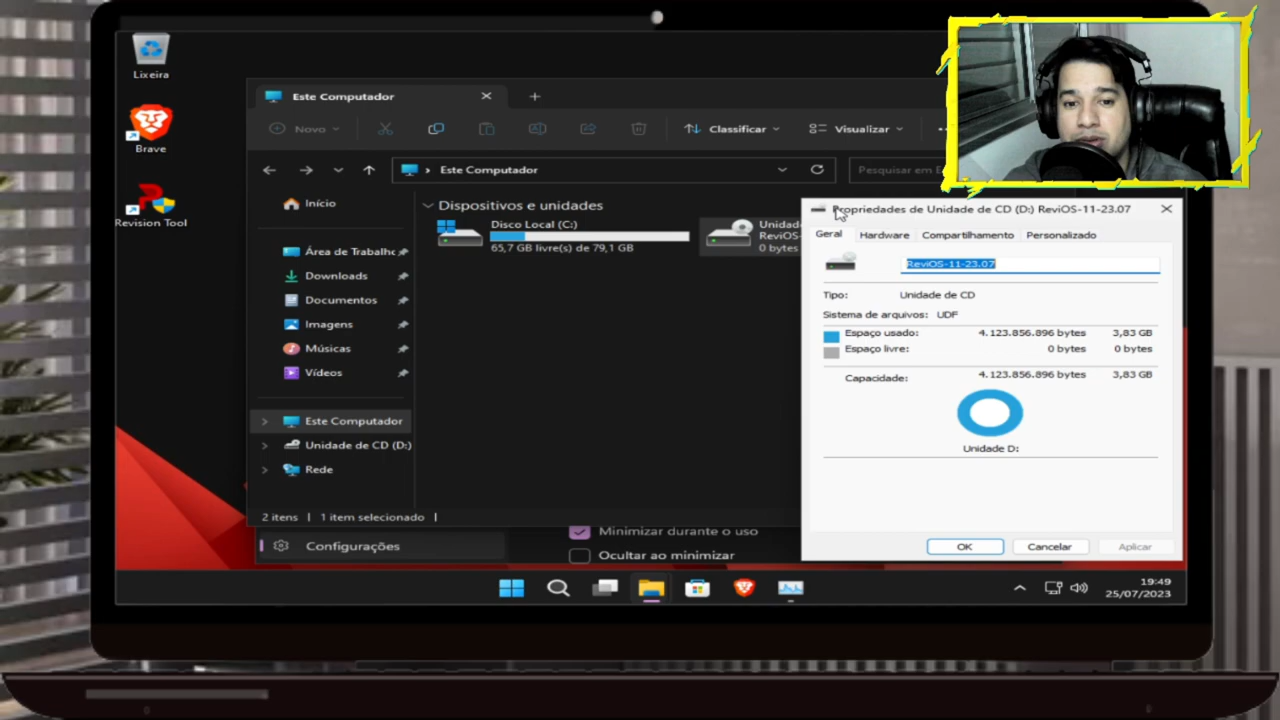 Lixeira
Brave
Revision Tool
Este Computador
Novo
Classificar
Visualizar
Este Computador
Pesquisar em
Início
Área de Trabalho
Downloads
Documentos
Imagens
Músicas
Vídeos
Este Computador
Unidade de CD (D:)
Rede
Dispositivos e unidades
Disco Local (C:)
65,7 GB livre(s) de 79,1 GB
ReviOS-
0 bytes
2 itens
1 item selecionado
Configurações
Minimizar durante o uso
Ocultar ao minimizar
Propriedades de Unidade de CD (D:) ReviOS-11-23.07
Geral
Hardware
Compartilhamento
Personalizado
ReviOS-11-23.07
Tipo: Unidade de CD
Sistema de arquivos: UDF
Espaço usado: 4.123.856.896 bytes 3,83 GB
Espaço livre: 0 bytes 0 bytes
Capacidade: 4.123.856.896 bytes 3,83 GB
Unidade D:
OK
Cancelar
Aplicar
19:49
25/07/2023